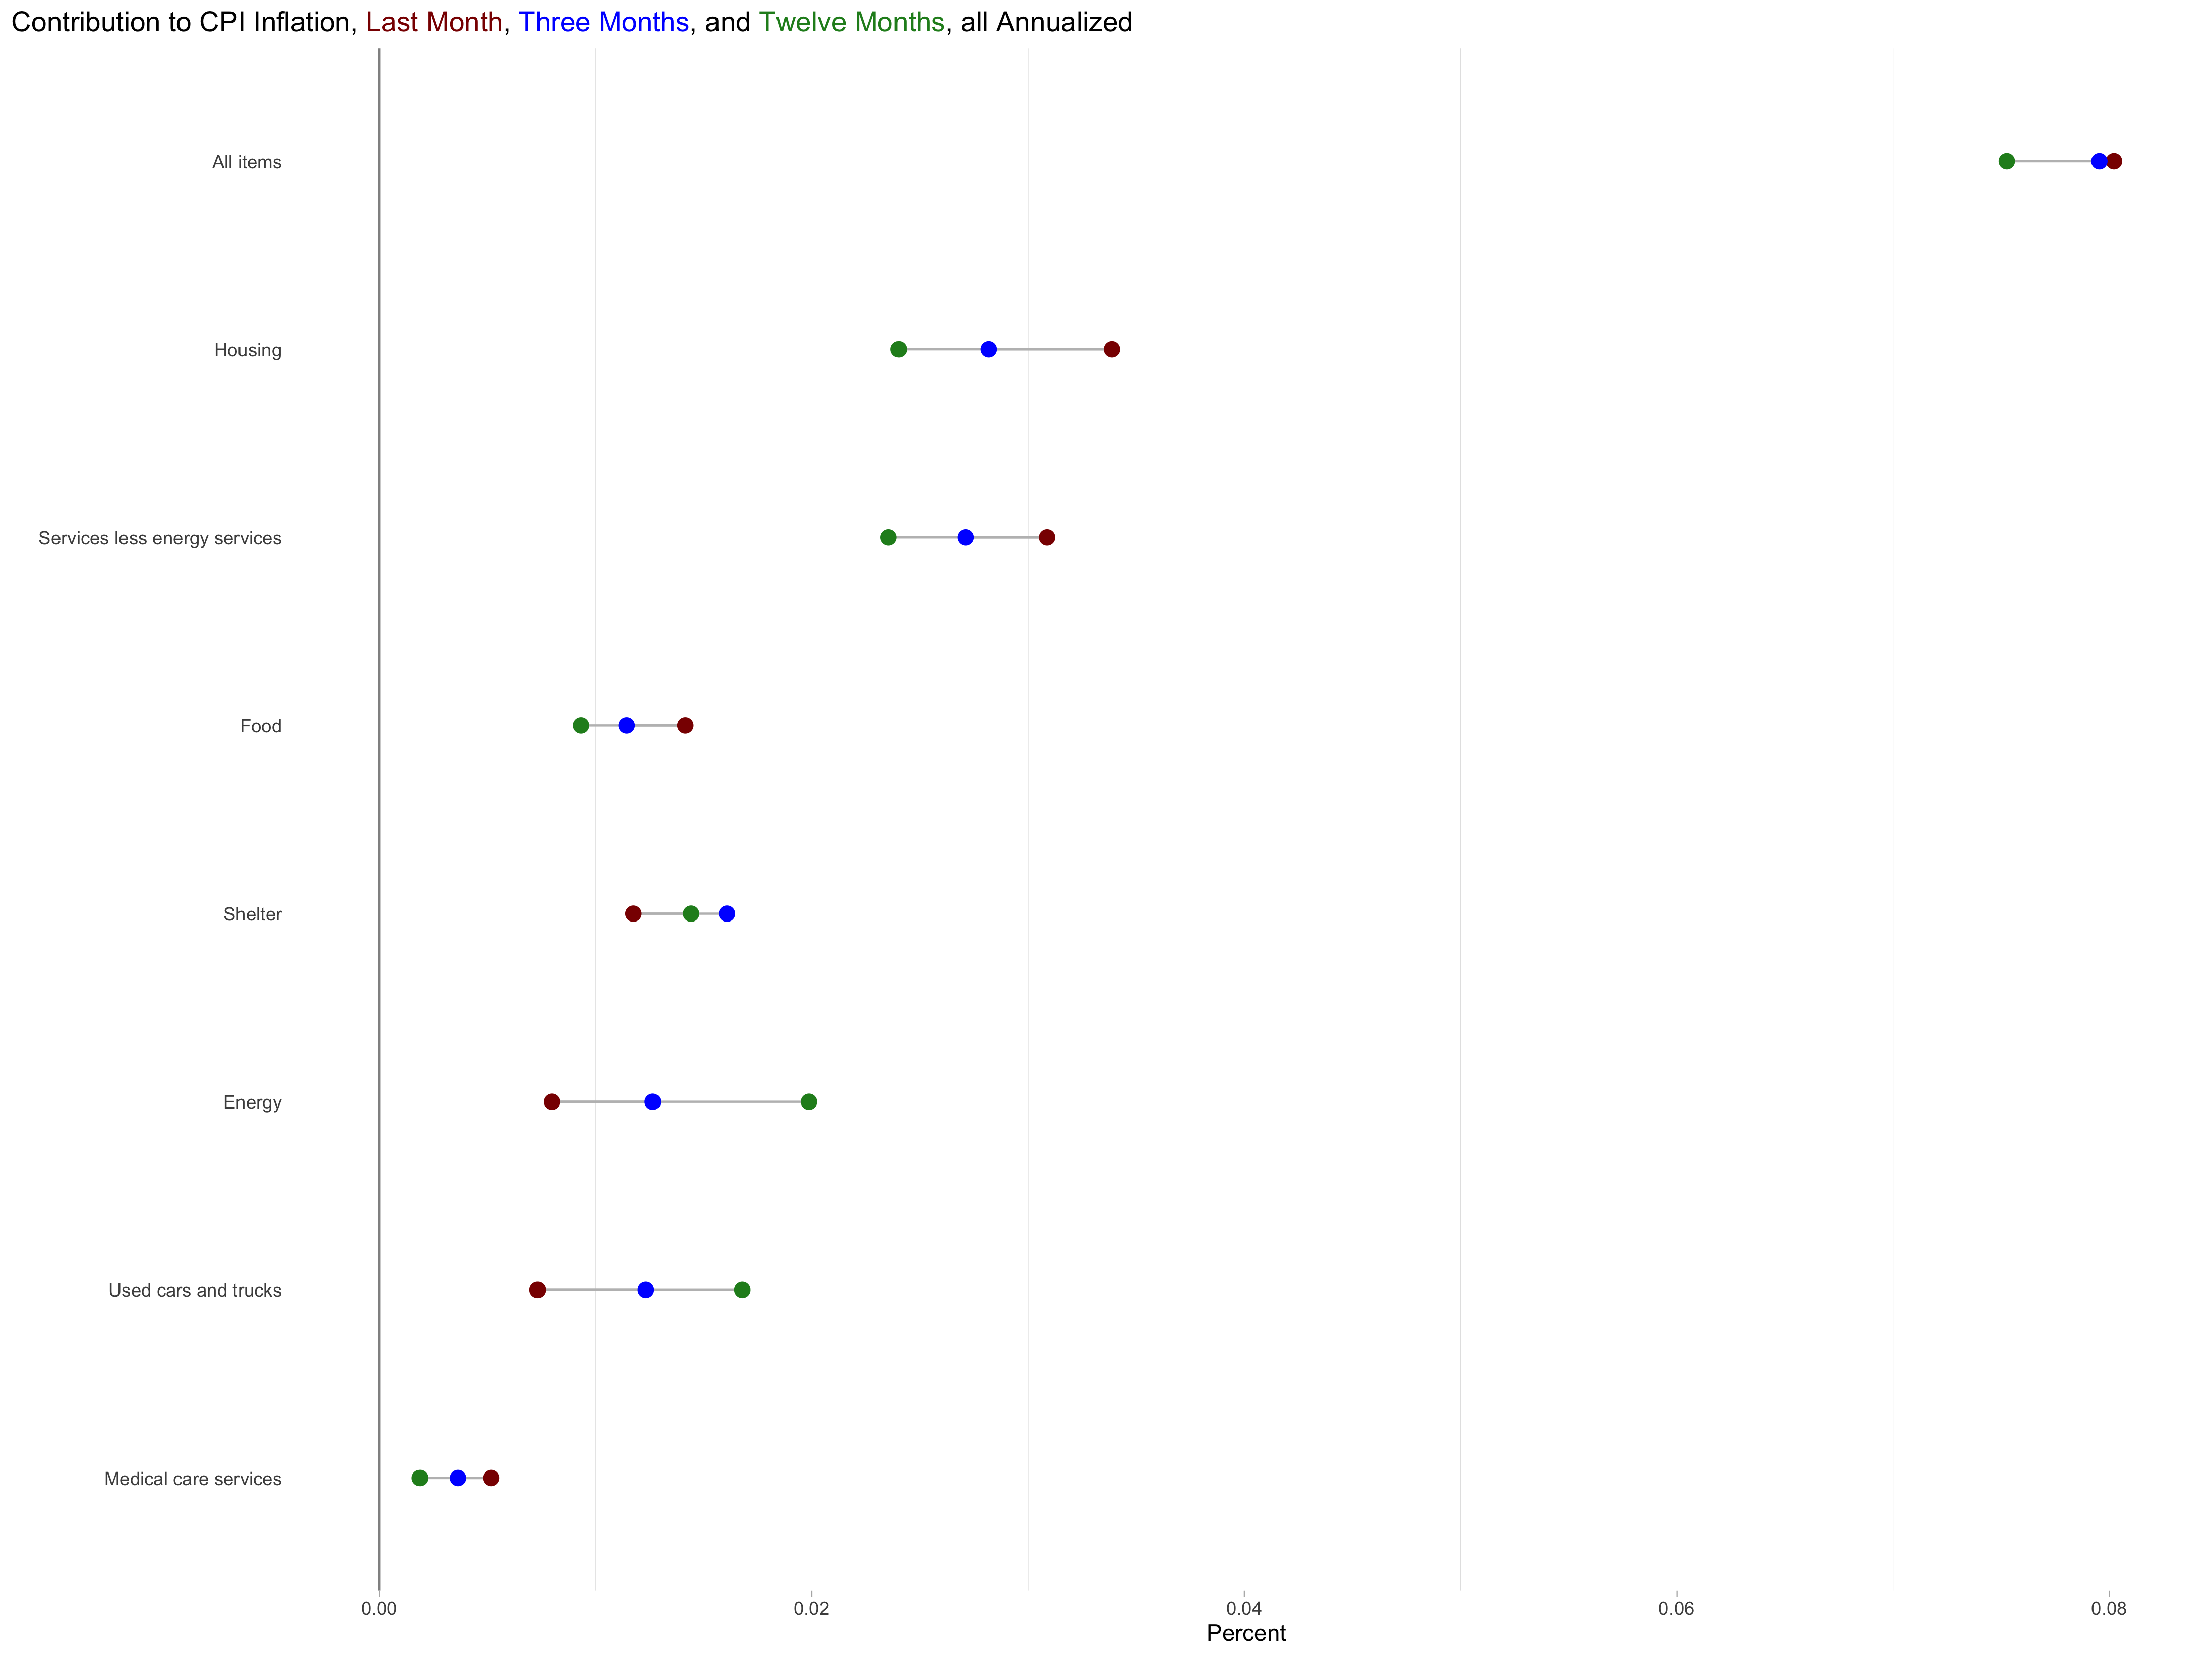 Contribution to CPI Inflation, Last Month, Three Months, and Twelve Months, all Annualized
All items
Housing
Services less energy services
Food
Shelter
Energy
Used cars and trucks
Medical care services
0.00 0.02 0.04 0.06 0.08
Percent